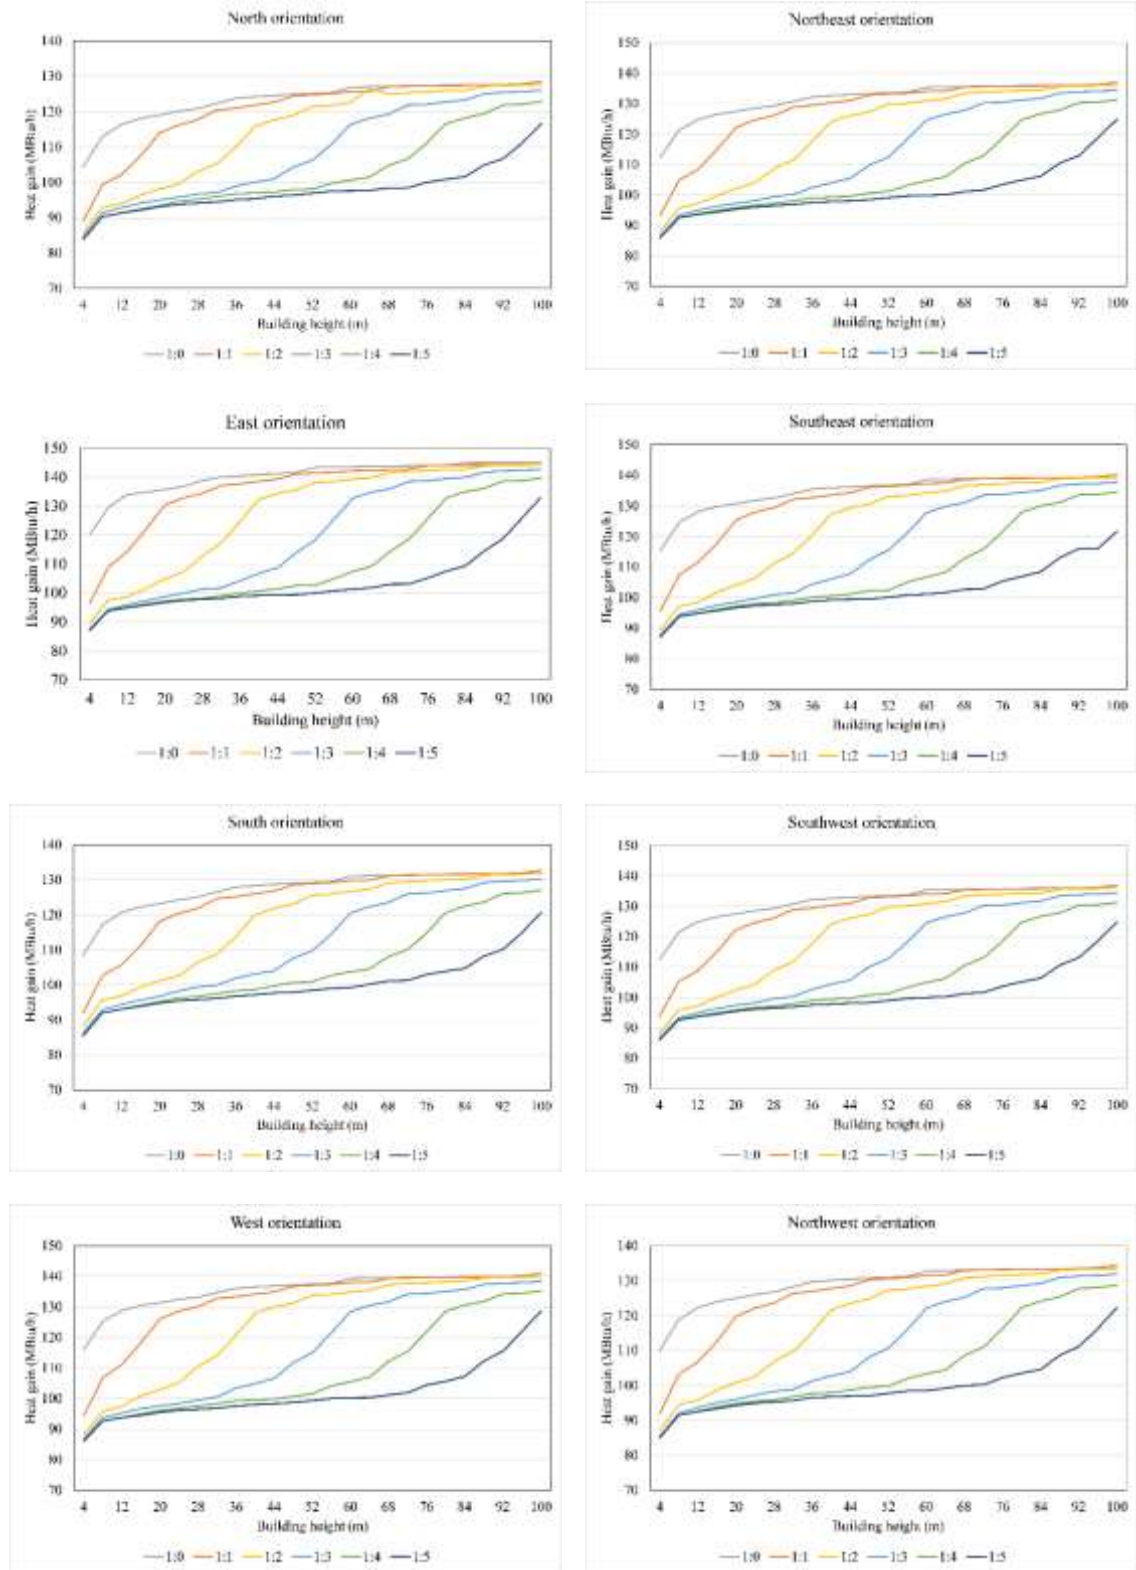 North orientation
140
130
120
110
100
90
80
70
Heat gain (MBtu/h)
4 12 20 28 36 44 52 60 68 76 84 92 100
Building height (m)
1:0 1:1 1:2 1:3 1:4 1:5
Northeast orientation
150
140
130
120
110
100
90
80
70
Heat gain (MBtu/h)
4 12 20 28 36 44 52 60 68 76 84 92 100
Building height (m)
1:0 1:1 1:2 1:3 1:4 1:5
East orientation
150
140
130
120
110
100
90
80
70
Heat gain (MBtu/h)
4 12 20 28 36 44 52 60 68 76 84 92 100
Building height (m)
1:0 1:1 1:2 1:3 1:4 1:5
Southeast orientation
150
140
130
120
110
100
90
80
70
Heat gain (MBtu/h)
4 12 20 28 36 44 52 60 68 76 84 92 100
Building height (m)
1:0 1:1 1:2 1:3 1:4 1:5
South orientation
140
130
120
110
100
90
80
70
Heat gain (MBtu/h)
4 12 20 28 36 44 52 60 68 76 84 92 100
Building height (m)
1:0 1:1 1:2 1:3 1:4 1:5
Southwest orientation
150
140
130
120
110
100
90
80
70
Heat gain (MBtu/h)
4 12 20 28 36 44 52 60 68 76 84 92 100
Building height (m)
1:0 1:1 1:2 1:3 1:4 1:5
West orientation
150
140
130
120
110
100
90
80
70
Heat gain (MBtu/h)
4 12 20 28 36 44 52 60 68 76 84 92 100
Building height (m)
1:0 1:1 1:2 1:3 1:4 1:5
Northwest orientation
140
130
120
110
100
90
80
70
Heat gain (MBtu/h)
4 12 20 28 36 44 52 60 68 76 84 92 100
Building height (m)
1:0 1:1 1:2 1:3 1:4 1:5